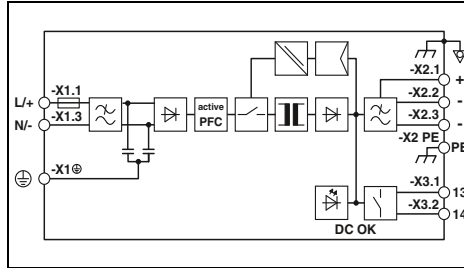 -X2.1
+
L/+
-X1.1
active
PFC
-X2.2
-
N/-
-X1.3
-X2.3
-
-X2 PE
PE
-X1
-X3.1
13
-X3.2
14
DC OK